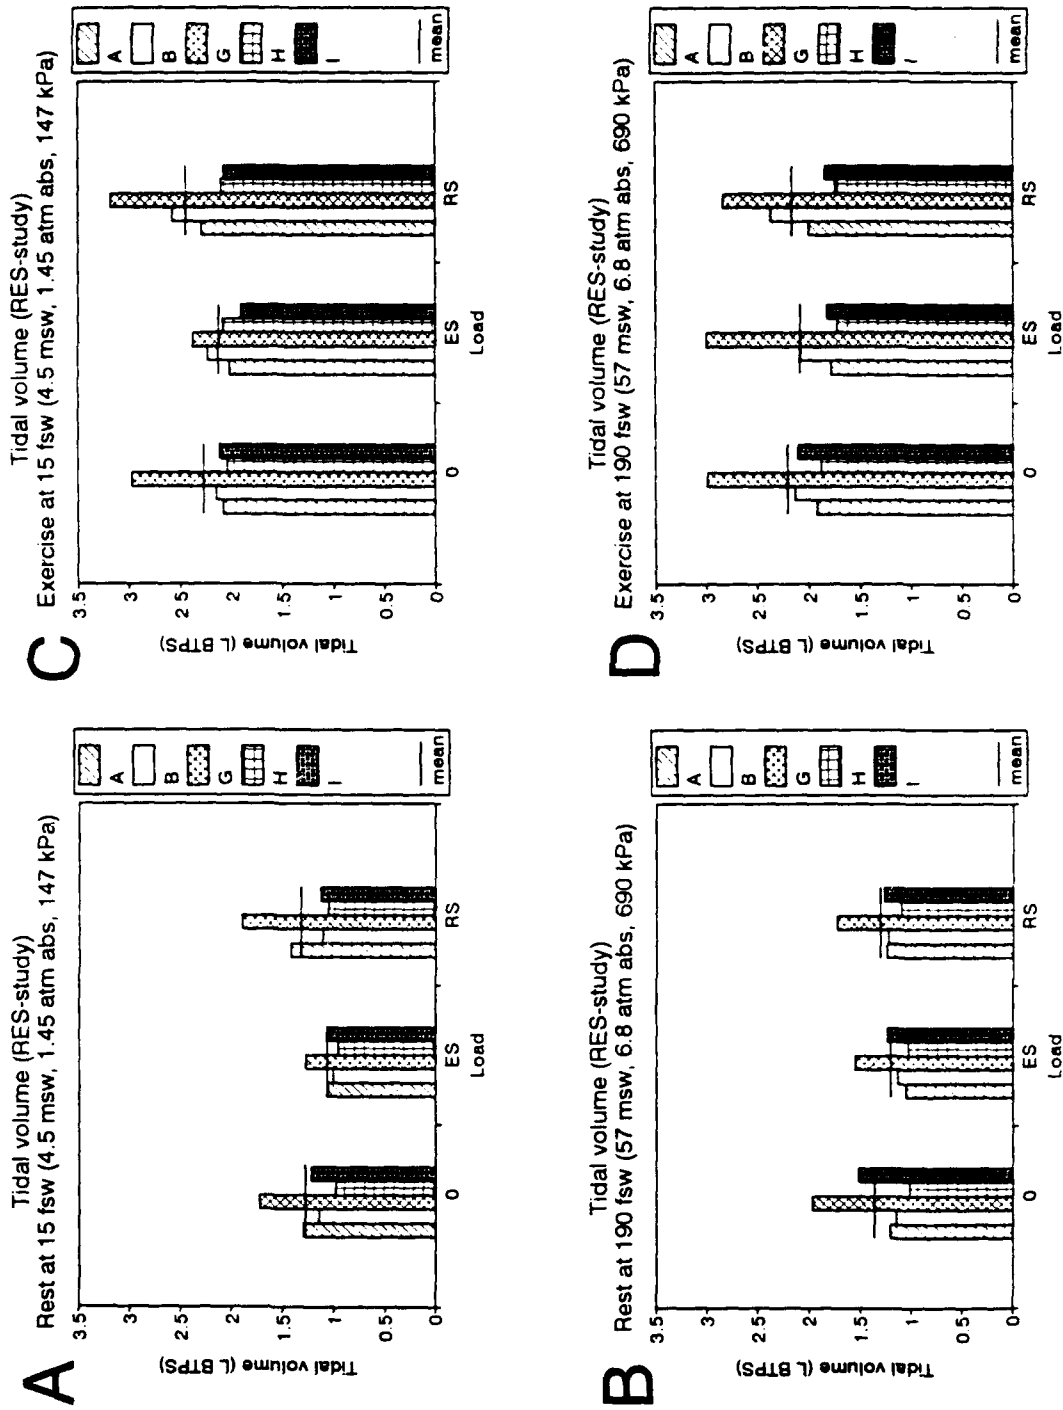 A
Tidal volume (RES-study)
Rest at 15 fsw (4.5 msw, 1.45 atm abs, 147 kPa)
Tidal volume (L BTPS)
3.5
3
2.5
2
1.5
1
0.5
0
0
ES
RS
Load
A
B
G
H
I
mean
B
Tidal volume (RES-study)
Rest at 190 fsw (57 msw, 6.8 atm abs, 690 kPa)
Tidal volume (L BTPS)
3.5
3
2.5
2
1.5
1
0.5
0
0
ES
RS
Load
A
B
G
H
I
mean
C
Tidal volume (RES-study)
Exercise at 15 fsw (4.5 msw, 1.45 atm abs, 147 kPa)
Tidal volume (L BTPS)
3.5
3
2.5
2
1.5
1
0.5
0
0
ES
RS
Load
A
B
G
H
I
mean
D
Tidal volume (RES-study)
Exercise at 190 fsw (57 msw, 6.8 atm abs, 690 kPa)
Tidal volume (L BTPS)
3.5
3
2.5
2
1.5
1
0.5
0
0
ES
RS
Load
A
B
G
H
I
mean